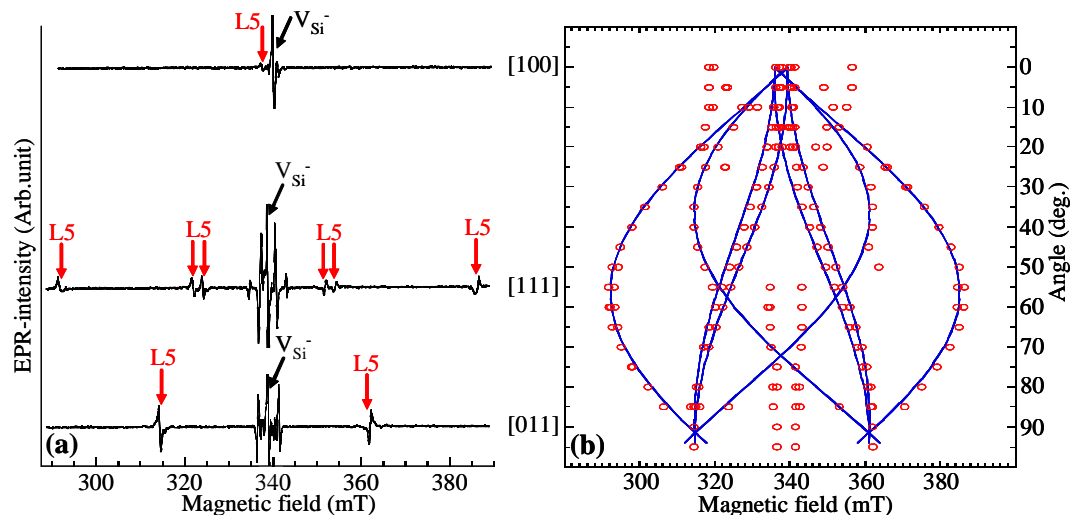 L5
V_Si^-
[100]
V_Si^-
L5
L5
L5
L5
[111]
V_Si^-
L5
L5
[011]
(a)
EPR-intensity (Arb.unit)
300
320
340
360
380
Magnetic field (mT)
0
10
20
30
40
50
60
70
80
90
Angle (deg.)
(b)
300
320
340
360
380
Magnetic field (mT)